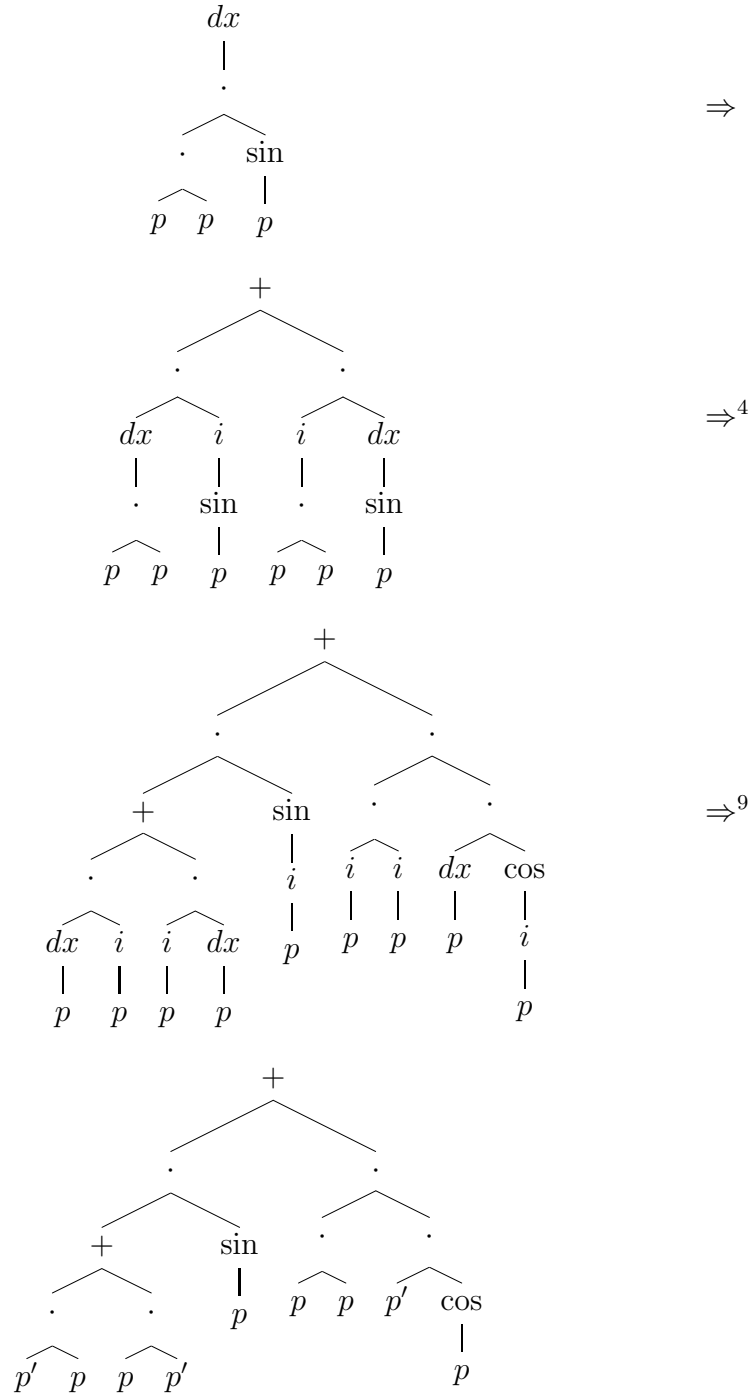 dx
·
⇒
· sin
p p p
+
· ·
dx i i dx
⇒⁴
· sin · sin
p p p p p p
+
· ·
+ sin · ·
⇒⁹
· · i i i dx cos
dx i i dx p p p p i
p p p p p
+
· ·
+ sin · ·
· · p p p p' cos
p' p p p' p